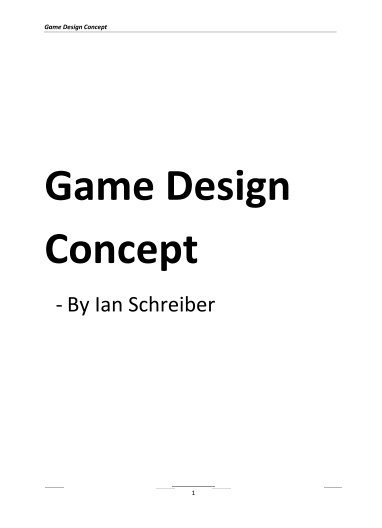 Game Design Concept
Game Design
Concept
- By Ian Schreiber
1